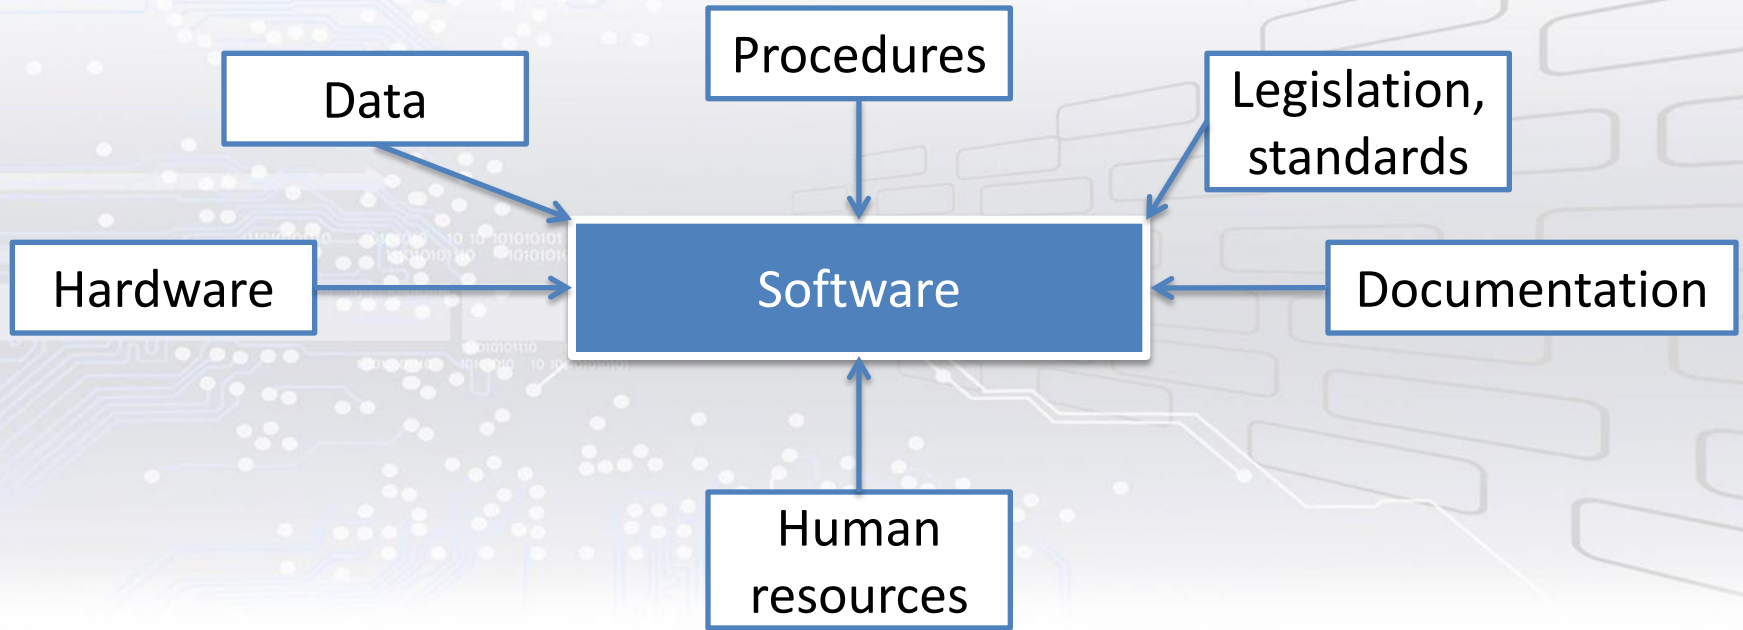 Procedures
Data
Legislation,
standards
Hardware
Software
Documentation
Human
resources